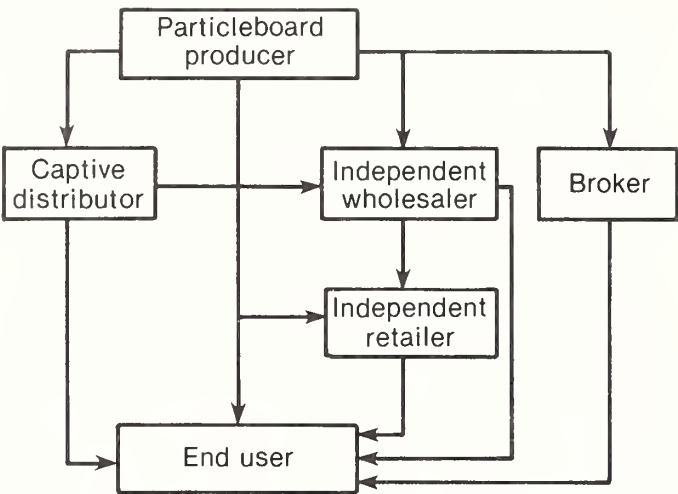 Particleboard
producer
Captive
distributor
Independent
wholesaler
Broker
Independent
retailer
End user